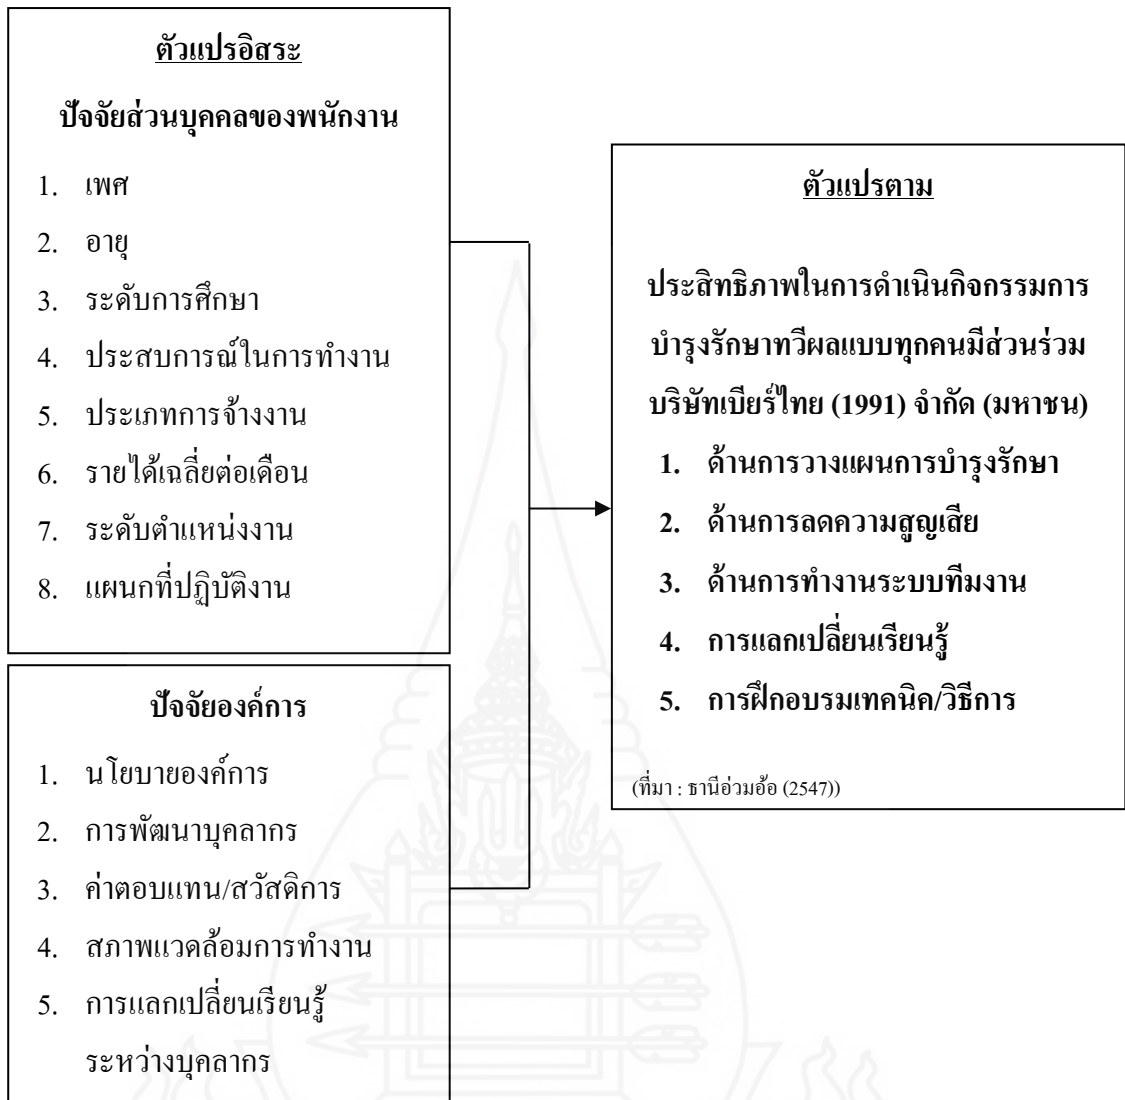 ตัวแปรอิสระ
ปัจจัยส่วนบุคคลของพนักงาน
1. เพศ
2. อายุ
3. ระดับการศึกษา
4. ประสบการณ์ในการทำงาน
5. ประเภทการจ้างงาน
6. รายได้เฉลี่ยต่อเดือน
7. ระดับตำแหน่งงาน
8. แผนกที่ปฏิบัติงาน
ปัจจัยองค์การ
1. นโยบายองค์การ
2. การพัฒนาบุคลากร
3. ค่าตอบแทน/สวัสดิการ
4. สภาพแวดล้อมการทำงาน
5. การแลกเปลี่ยนเรียนรู้
ระหว่างบุคลากร
ตัวแปรตาม
ประสิทธิภาพในการดำเนินกิจกรรมการ
บำรุงรักษาทวีผลแบบทุกคนมีส่วนร่วม
บริษัทเบียร์ไทย (1991) จำกัด (มหาชน)
1. ด้านการวางแผนการบำรุงรักษา
2. ด้านการลดความสูญเสีย
3. ด้านการทำงานระบบทีมงาน
4. การแลกเปลี่ยนเรียนรู้
5. การฝึกอบรมเทคนิค/วิธีการ
(ที่มา : ธานีอ่วมอ้อ (2547))